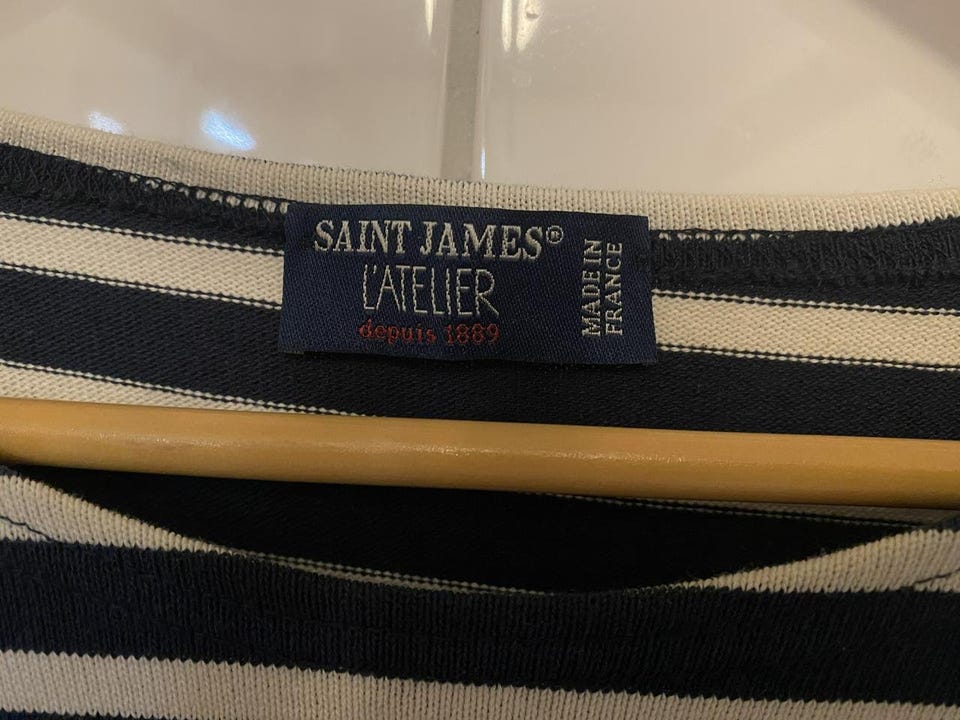 SAINT JAMES®
L'ATELIER
depuis 1889
MADE IN
FRANCE